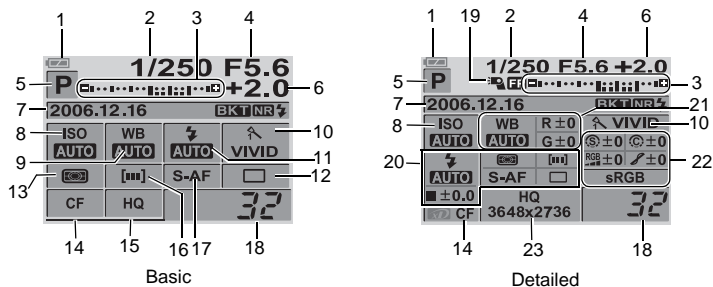 1 2 3 4
1/250 F5.6
5 P +2.0 6
7 2006.12.16 BKT NR
8 ISO WB 10
9 AUTO AUTO AUTO VIVID 11
13 S-AF 12
CF HQ 32
14 15 16 17 18
Basic
1 19 2 4 6
1/250 F5.6 +2.0
5 P 3
7 2006.12.16 BKT NR 21
8 ISO WB R±0 VIVID 10
AUTO AUTO G±0
20 S ±0 C ±0 22
AUTO S-AF RGB ±0 ±0
±0.0 HQ sRGB
CF 3648x2736 32
14 23 18
Detailed